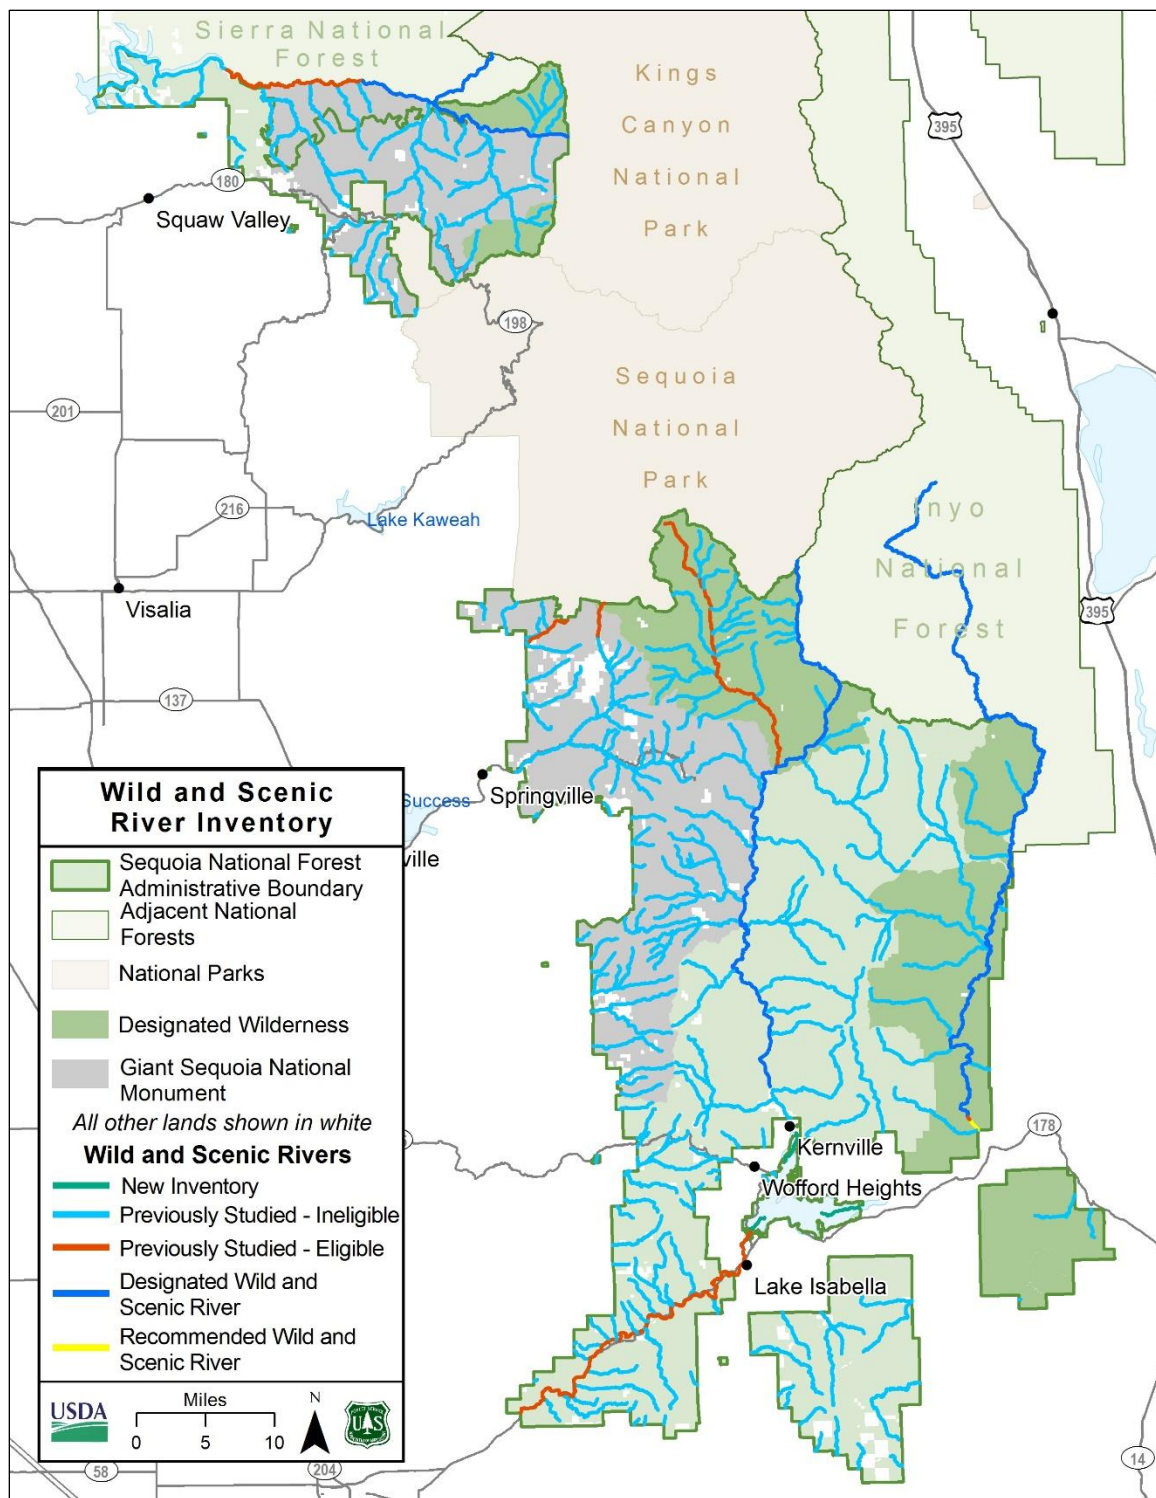 Sierra National
Forest
Kings
Canyon
National
Park
395
180
Squaw Valley
198
Sequoia
National
Park
201
216
Lake Kaweah
Inyo
National
Forest
395
Visalia
137
Springville
Success
ville
Wild and Scenic
River Inventory
Sequoia National Forest
Administrative Boundary
Adjacent National
Forests
National Parks
Designated Wilderness
Giant Sequoia National
Monument
All other lands shown in white
Wild and Scenic Rivers
New Inventory
Previously Studied - Ineligible
Previously Studied - Eligible
Designated Wild and
Scenic River
Recommended Wild and
Scenic River
USDA
Miles
0 5 10
N
U S
178
Kernville
Wofford Heights
Lake Isabella
58
204
14